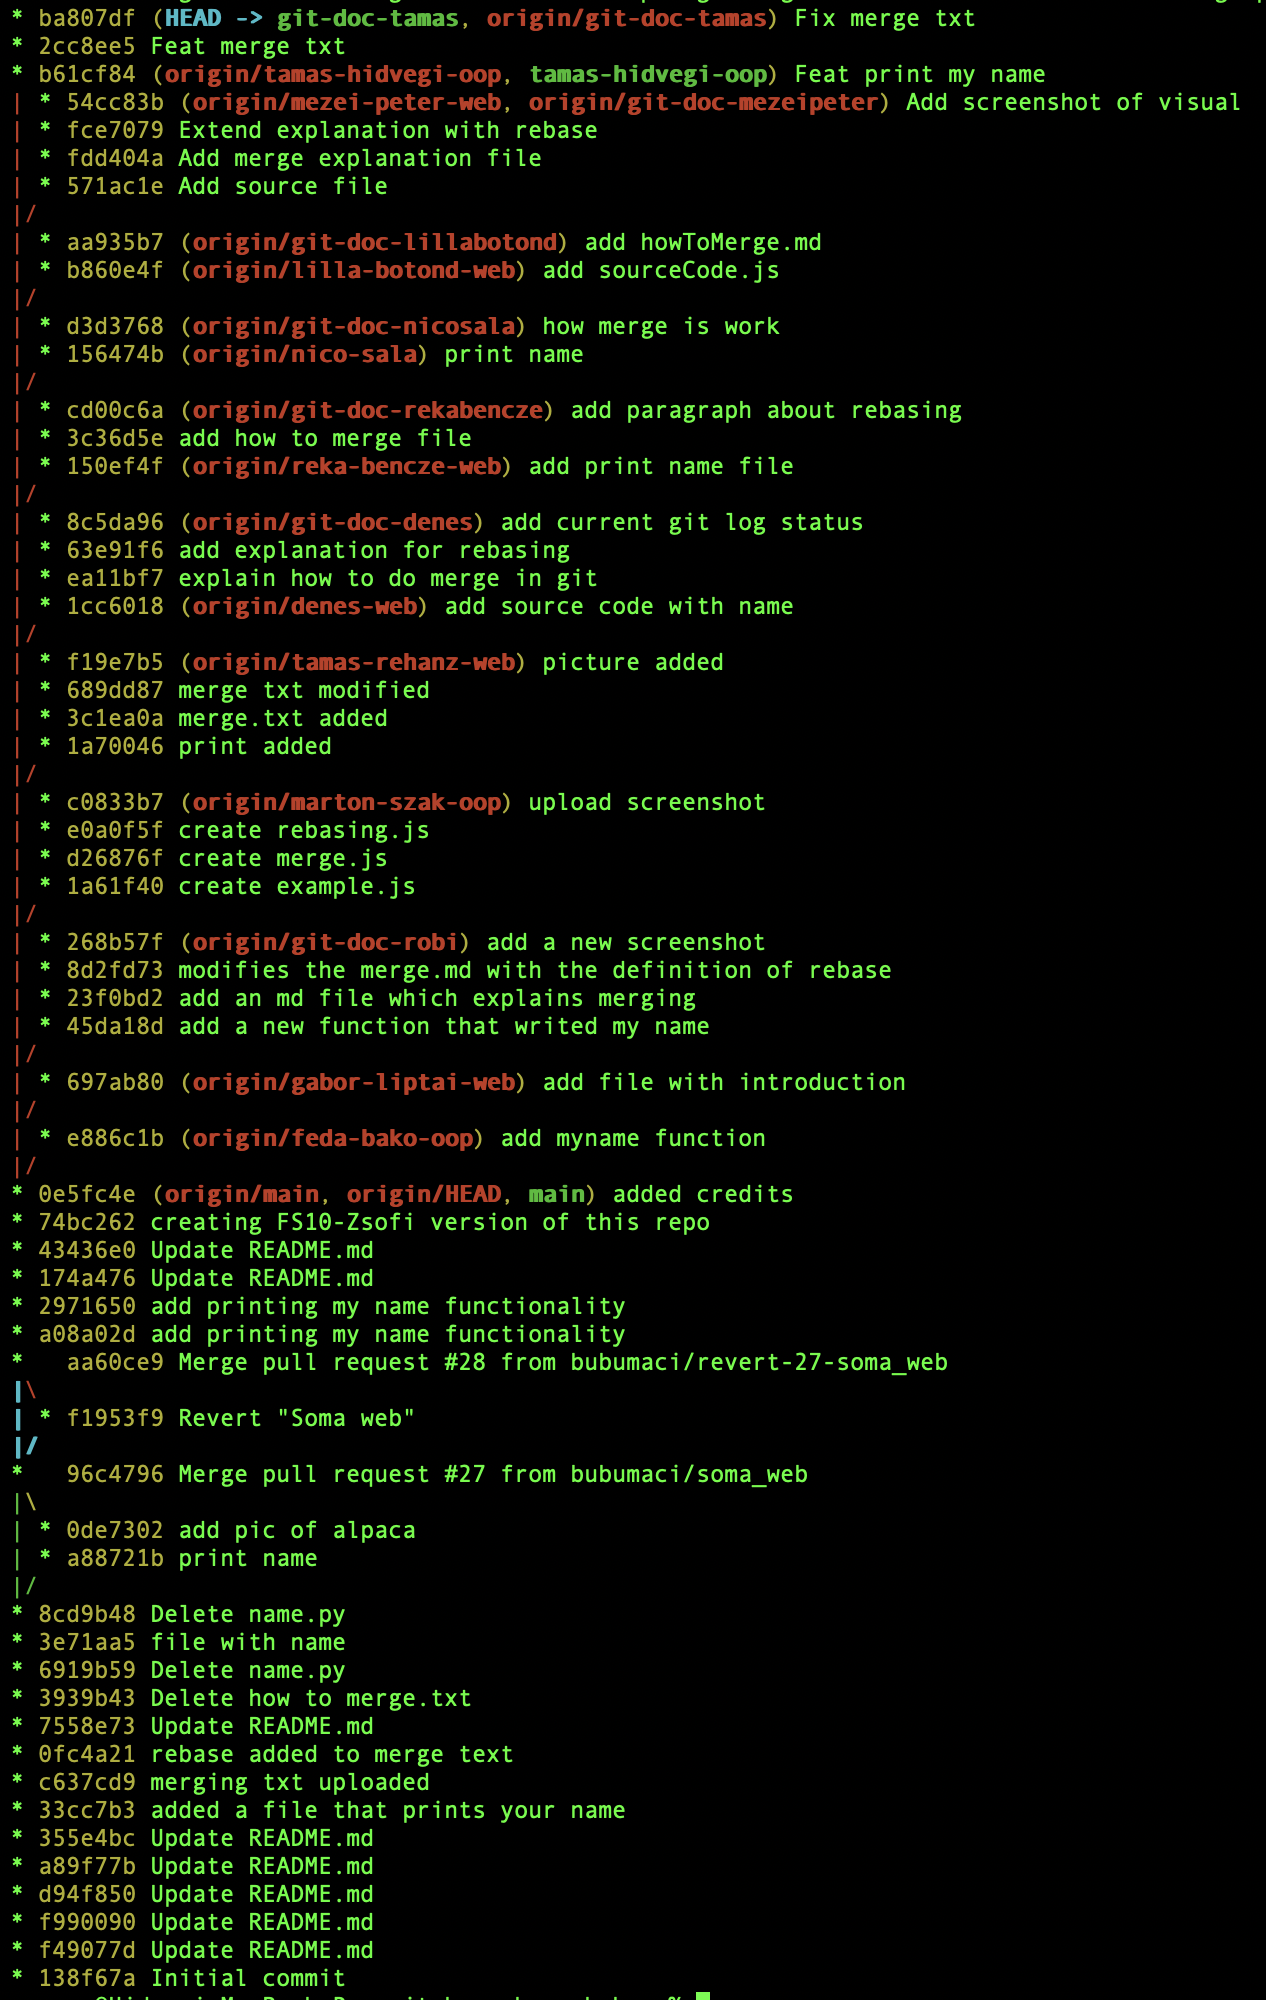 * ba807df (HEAD -> git-doc-tamas, origin/git-doc-tamas) Fix merge txt
* 2cc8ee5 Feat merge txt
* b61cf84 (origin/tamas-hidvegi-oop, tamas-hidvegi-oop) Feat print my name
| * 54cc83b (origin/mezei-peter-web, origin/git-doc-mezeipeter) Add screenshot of visual
| * fce7079 Extend explanation with rebase
| * fdd404a Add merge explanation file
| * 571ac1e Add source file
|/
| * aa935b7 (origin/git-doc-lillabotond) add howToMerge.md
| * b860e4f (origin/lilla-botond-web) add sourceCode.js
|/
| * d3d3768 (origin/git-doc-nicosala) how merge is work
| * 156474b (origin/nico-sala) print name
|/
| * cd00c6a (origin/git-doc-rekabencze) add paragraph about rebasing
| * 3c36d5e add how to merge file
| * 150ef4f (origin/reka-bencze-web) add print name file
|/
| * 8c5da96 (origin/git-doc-denes) add current git log status
| * 63e91f6 add explanation for rebasing
| * ea11bf7 explain how to do merge in git
| * 1cc6018 (origin/denes-web) add source code with name
|/
| * f19e7b5 (origin/tamas-rehanz-web) picture added
| * 689dd87 merge txt modified
| * 3c1ea0a merge.txt added
| * 1a70046 print added
|/
| * c0833b7 (origin/marton-szak-oop) upload screenshot
| * e0a0f5f create rebasing.js
| * d26876f create merge.js
| * 1a61f40 create example.js
|/
| * 268b57f (origin/git-doc-robi) add a new screenshot
| * 8d2fd73 modifies the merge.md with the definition of rebase
| * 23f0bd2 add an md file which explains merging
| * 45da18d add a new function that writed my name
|/
| * 697ab80 (origin/gabor-liptai-web) add file with introduction
|/
| * e886c1b (origin/feda-bako-oop) add myname function
|/
* 0e5fc4e (origin/main, origin/HEAD, main) added credits
* 74bc262 creating FS10-Zsofi version of this repo
* 43436e0 Update README.md
* 174a476 Update README.md
* 2971650 add printing my name functionality
* a08a02d add printing my name functionality
*   aa60ce9 Merge pull request #28 from bubumaci/revert-27-soma_web
|\
| * f1953f9 Revert "Soma web"
|/
*   96c4796 Merge pull request #27 from bubumaci/soma_web
|\
| * 0de7302 add pic of alpaca
| * a88721b print name
|/
* 8cd9b48 Delete name.py
* 3e71aa5 file with name
* 6919b59 Delete name.py
* 3939b43 Delete how to merge.txt
* 7558e73 Update README.md
* 0fc4a21 rebase added to merge text
* c637cd9 merging txt uploaded
* 33cc7b3 added a file that prints your name
* 355e4bc Update README.md
* a89f77b Update README.md
* d94f850 Update README.md
* f990090 Update README.md
* f49077d Update README.md
* 138f67a Initial commit